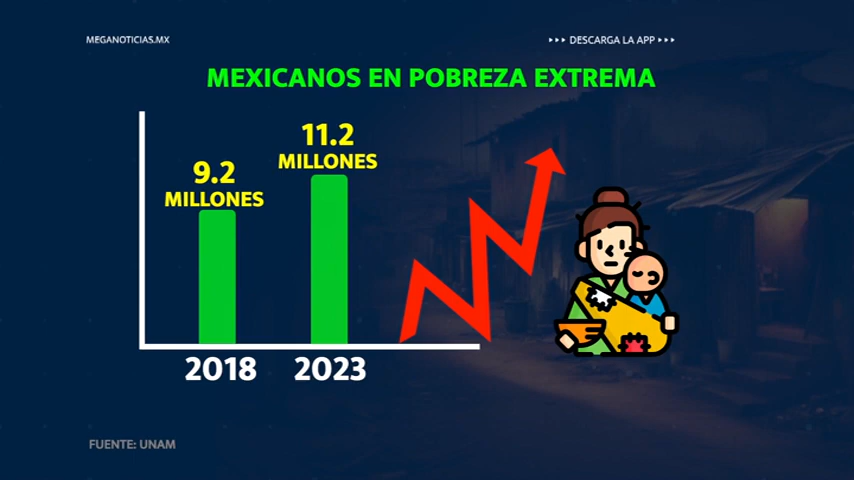 MEGANOTICIAS.MX
▸▸▸ DESCARGA LA APP ▸▸▸
MEXICANOS EN POBREZA EXTREMA
9.2
MILLONES
11.2
MILLONES
2018
2023
FUENTE: UNAM